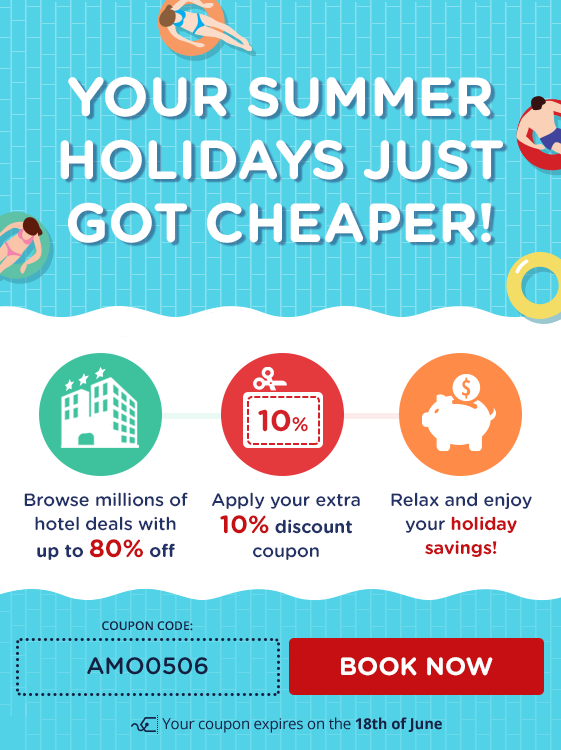 YOUR SUMMER
HOLIDAYS JUST
GOT CHEAPER!
10%
$
Browse millions of
hotel deals with
up to 80% off
Apply your extra
10% discount
coupon
Relax and enjoy
your holiday
savings!
COUPON CODE:
AMO0506
BOOK NOW
Your coupon expires on the 18th of June